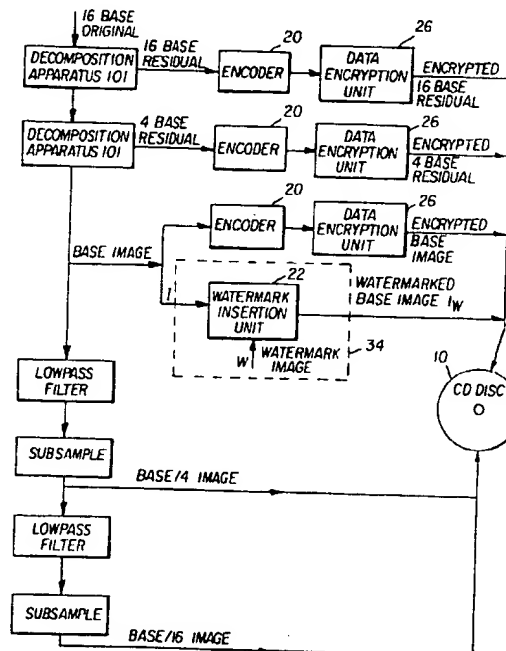 16 BASE
ORIGINAL
DECOMPOSITION
APPARATUS 101
16 BASE
RESIDUAL
20
ENCODER
26
DATA
ENCRYPTION
UNIT
ENCRYPTED
16 BASE
RESIDUAL
DECOMPOSITION
APPARATUS 101
4 BASE
RESIDUAL
20
ENCODER
26
DATA
ENCRYPTION
UNIT
ENCRYPTED
4 BASE
RESIDUAL
20
ENCODER
26
DATA
ENCRYPTION
UNIT
ENCRYPTED
BASE
IMAGE
BASE IMAGE
I
22
WATERMARK
INSERTION
UNIT
WATERMARKED
BASE IMAGE IW
W
WATERMARK
IMAGE
34
10
CD DISC
LOWPASS
FILTER
SUBSAMPLE
BASE/4 IMAGE
LOWPASS
FILTER
SUBSAMPLE
BASE/16 IMAGE